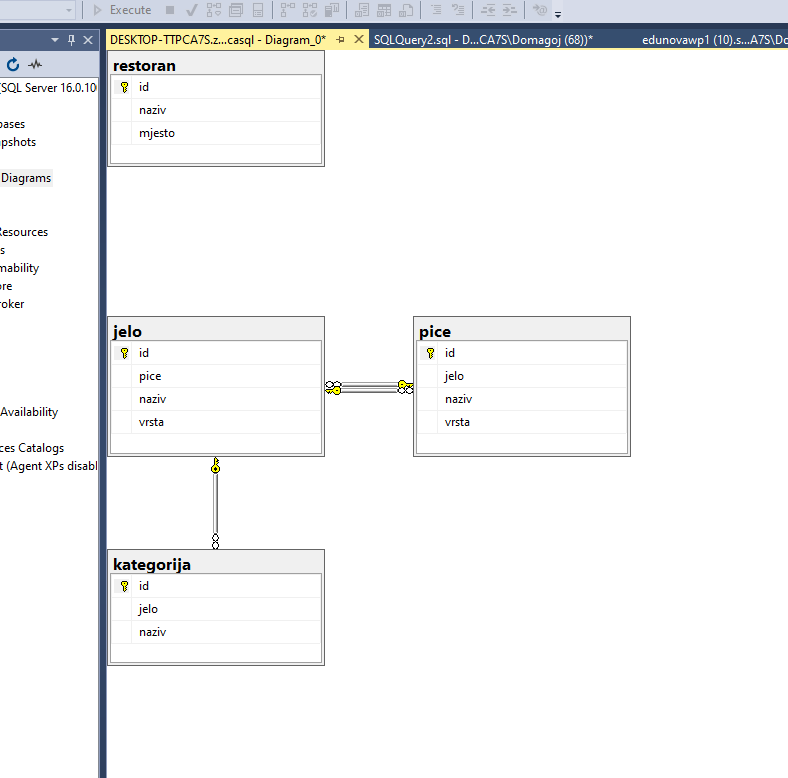 Execute
DESKTOP-TTPCA7S.z...casql - Diagram_0*
SQLQuery2.sql - D...CA7S\Domagoj (68))*
edunovawp1 (10).s...A7S\Do
(SQL Server 16.0.10
bases
apshots
Diagrams
Resources
s
mability
ore
roker
Availability
ces Catalogs
t (Agent XPs disabl
restoran
id
naziv
mjesto
jelo
id
pice
naziv
vrsta
pice
id
jelo
naziv
vrsta
kategorija
id
jelo
naziv